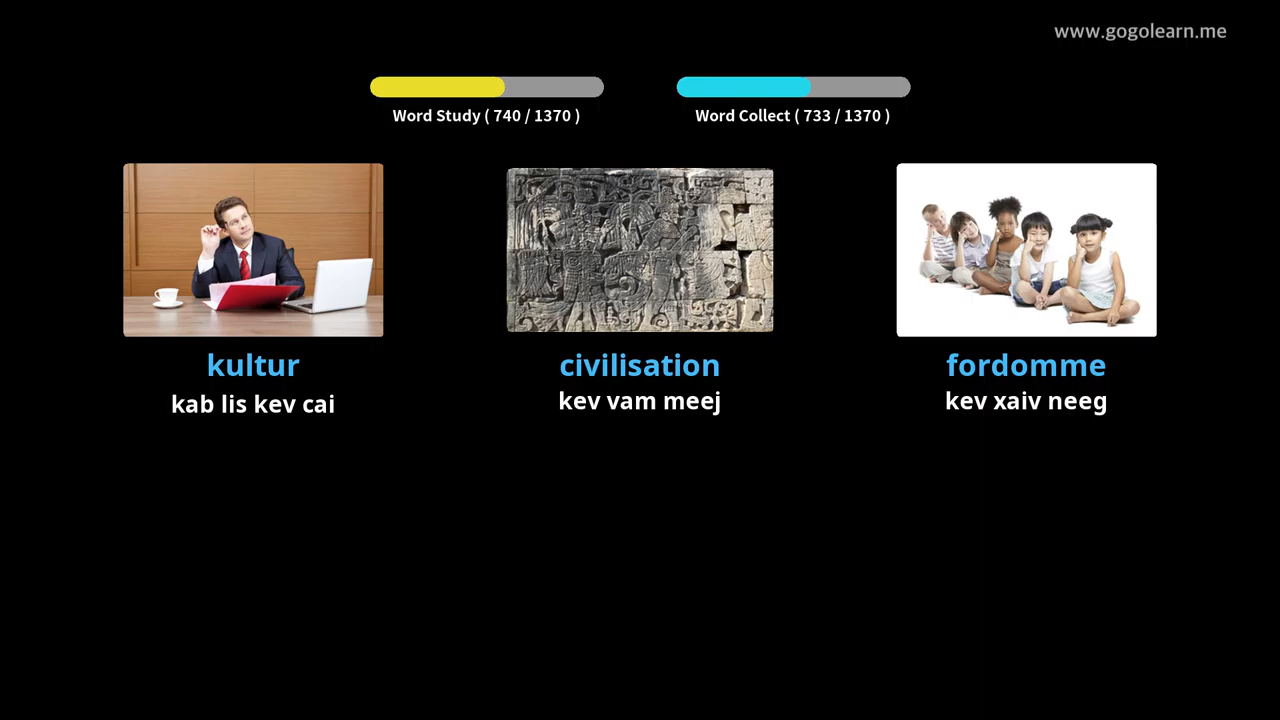 www.gogolearn.me
Word Study ( 740 / 1370 )
Word Collect ( 733 / 1370 )
kultur
kab lis kev cai
civilisation
kev vam meej
fordomme
kev xaiv neeg